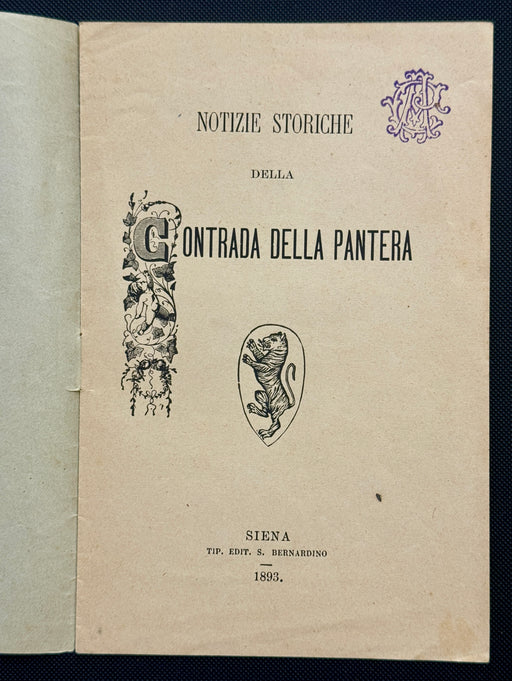 NOTIZIE STORICHE
DELLA
CONTRADA DELLA PANTERA
SIENA
TIP. EDIT. S. BERNARDINO
1893.